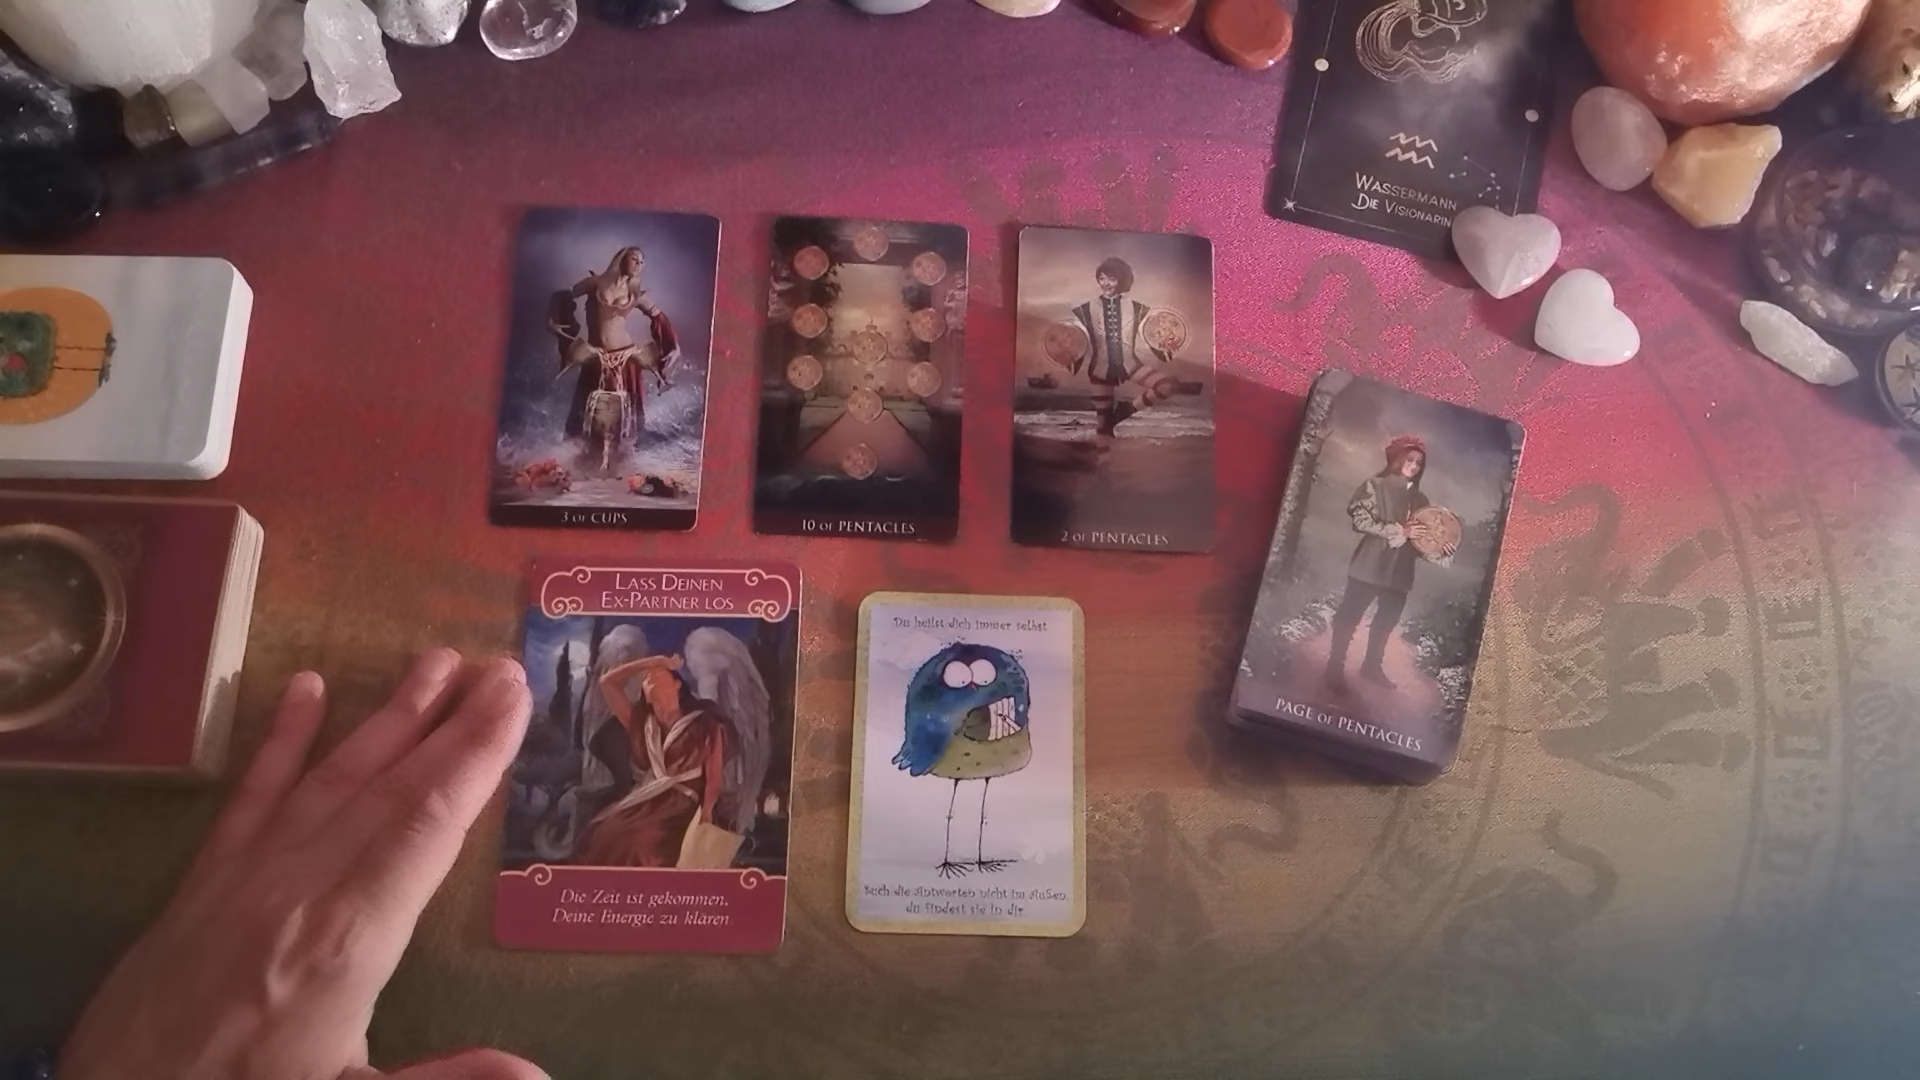 WASSERMANN
DIE VISIONÄRIN
3 OF CUPS
10 OF PENTACLES
2 OF PENTACLES
PAGE OF PENTACLES
LASS DEINEN
EX-PARTNER LOS
Die Zeit ist gekommen,
Deine Energie zu klären.
Du heilst dich immer selbst
Such die Antworten nicht im Außen,
du findest sie in dir